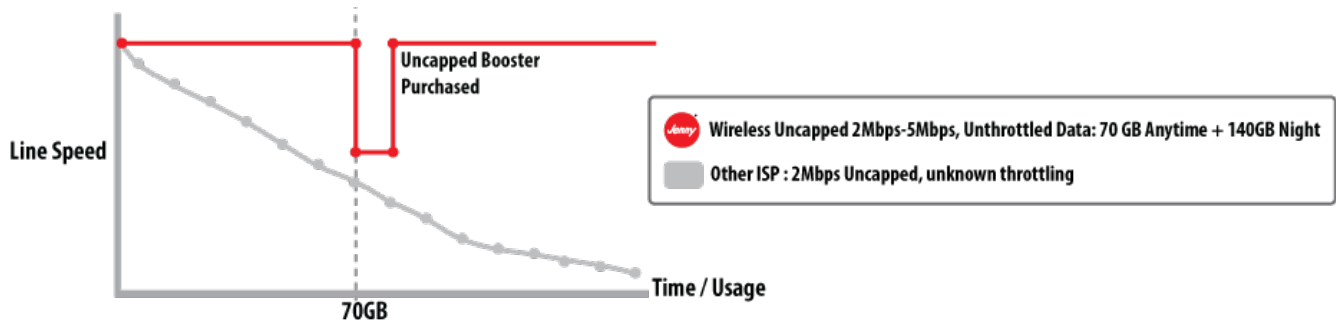 Uncapped Booster
Purchased
Line Speed
Jenny Wireless Uncapped 2Mbps-5Mbps, Unthrottled Data: 70 GB Anytime + 140GB Night
Other ISP : 2Mbps Uncapped, unknown throttling
Time / Usage
70GB